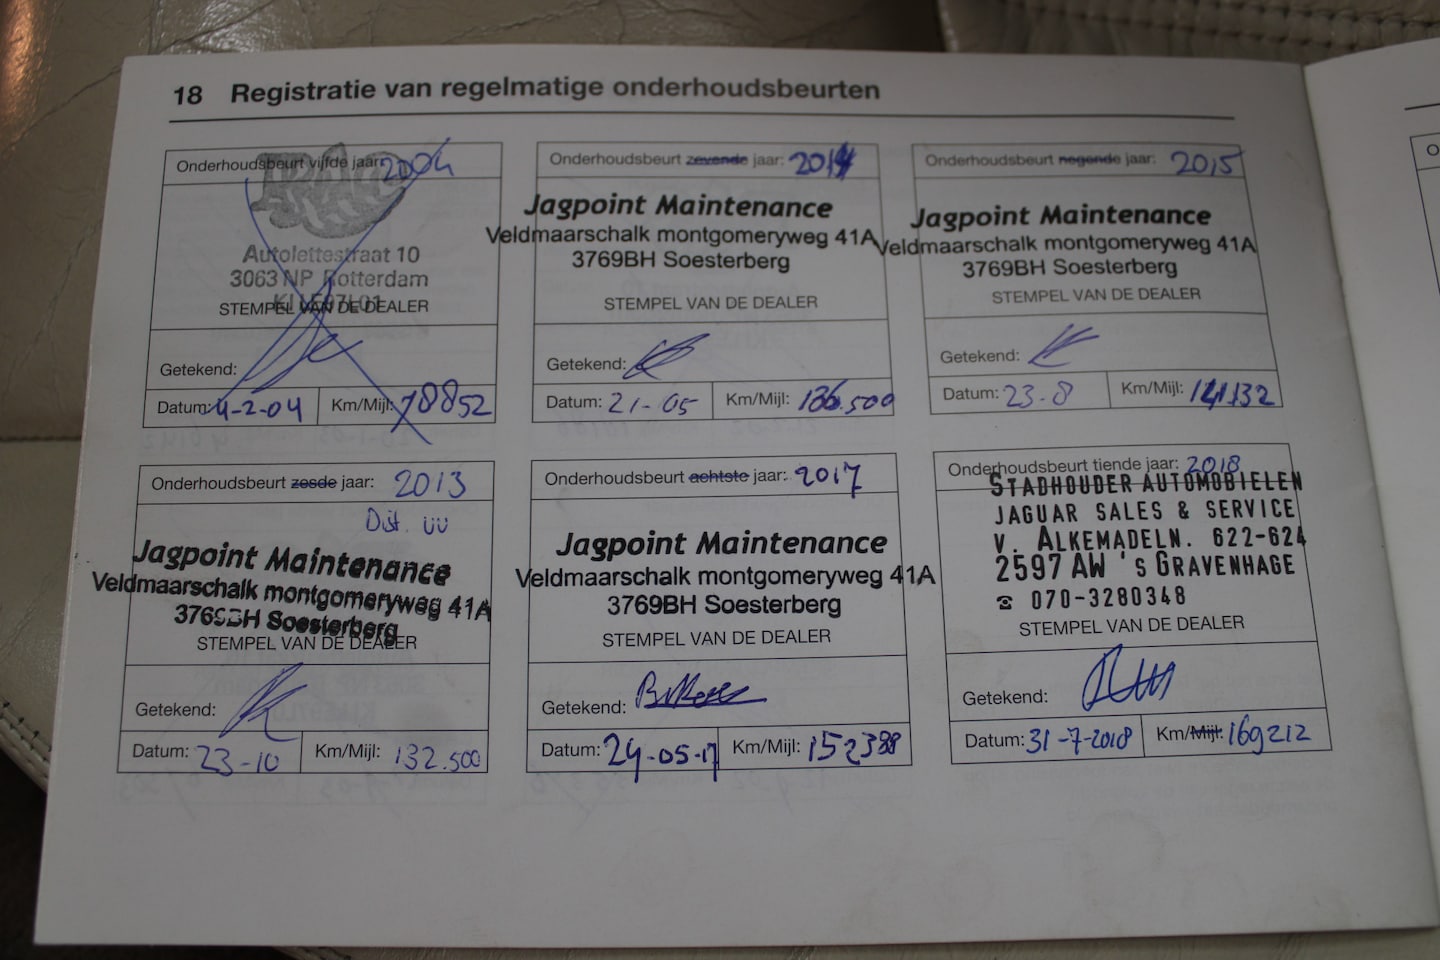 18 Registratie van regelmatige onderhoudsbeurten
Onderhoudsbeurt vijfde jaar: 2004
Autolettestraat 10
3063 NP Rotterdam
STEMPEL VAN DE DEALER
Getekend:
Datum: 4-2-04 Km/Mijl: 78852
Onderhoudsbeurt zevende jaar: 2014
Jagpoint Maintenance
Veldmaarschalk montgomeryweg 41A
3769BH Soesterberg
STEMPEL VAN DE DEALER
Getekend:
Datum: 21-05 Km/Mijl: 136.500
Onderhoudsbeurt negende jaar: 2015
Jagpoint Maintenance
Veldmaarschalk montgomeryweg 41A
3769BH Soesterberg
STEMPEL VAN DE DEALER
Getekend:
Datum: 23-8 Km/Mijl: 141132
Onderhoudsbeurt zesde jaar: 2013
Dist. uu
Jagpoint Maintenance
Veldmaarschalk montgomeryweg 41A
3769BH Soesterberg
STEMPEL VAN DE DEALER
Getekend:
Datum: 23-10 Km/Mijl: 132.500
Onderhoudsbeurt achtste jaar: 2017
Jagpoint Maintenance
Veldmaarschalk montgomeryweg 41A
3769BH Soesterberg
STEMPEL VAN DE DEALER
Getekend:
Datum: 24-05-17 Km/Mijl: 152388
Onderhoudsbeurt tiende jaar: 2018
STADHOUDER AUTOMOBIELEN
JAGUAR SALES & SERVICE
V. ALKEMADELN. 622-624
2597 AW 'S GRAVENHAGE
☎ 070-3280348
STEMPEL VAN DE DEALER
Getekend:
Datum: 31-7-2018 Km/Mijl: 169212